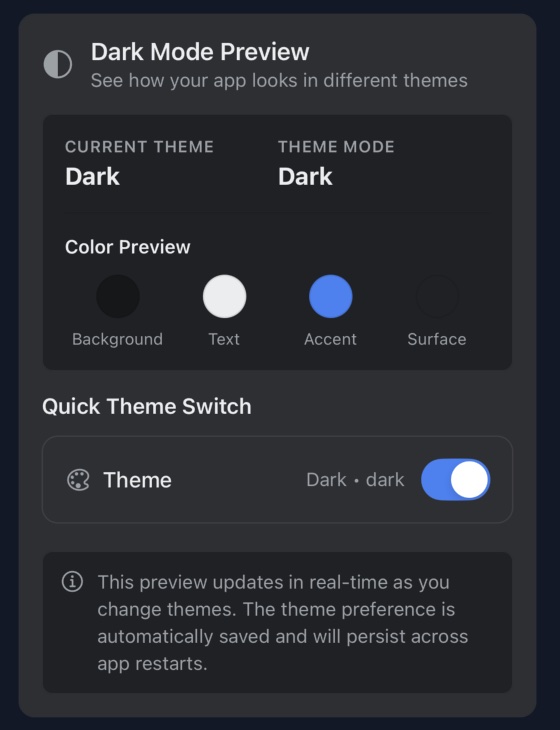 Dark Mode Preview
See how your app looks in different themes
CURRENT THEME THEME MODE
Dark Dark
Color Preview
Background Text Accent Surface
Quick Theme Switch
Theme Dark • dark
This preview updates in real-time as you
change themes. The theme preference is
automatically saved and will persist across
app restarts.